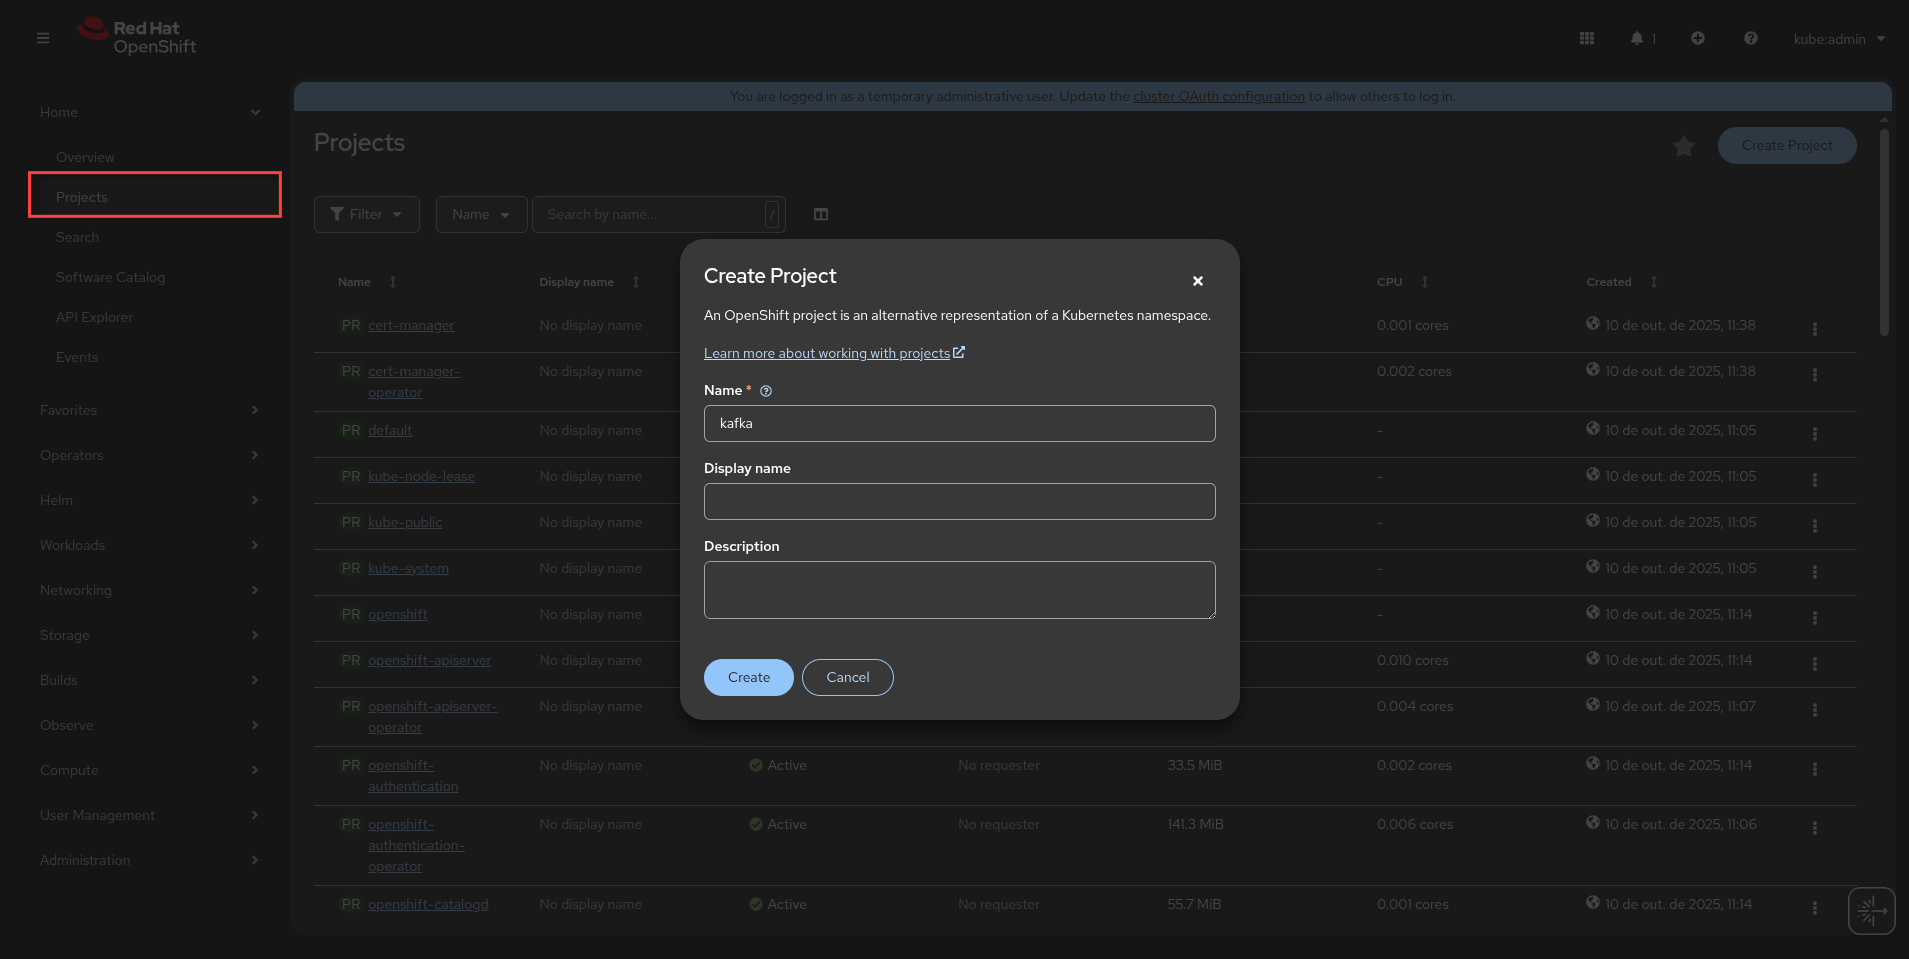 Red Hat
OpenShift
1
kube:admin
You are logged in as a temporary administrative user. Update the cluster OAuth configuration to allow others to log in.
Home
Overview
Projects
Search
Software Catalog
API Explorer
Events
Favorites
Operators
Helm
Workloads
Networking
Storage
Builds
Observe
Compute
User Management
Administration
Projects
Create Project
Filter
Name
Search by name...
/
Name
Display name
CPU
Created
PR cert-manager No display name 0.001 cores 10 de out. de 2025, 11:38
PR cert-manager- No display name 0.002 cores 10 de out. de 2025, 11:38
operator
PR default No display name - 10 de out. de 2025, 11:05
PR kube-node-lease No display name - 10 de out. de 2025, 11:05
PR kube-public No display name - 10 de out. de 2025, 11:05
PR kube-system No display name - 10 de out. de 2025, 11:05
PR openshift No display name - 10 de out. de 2025, 11:14
PR openshift-apiserver No display name 0.010 cores 10 de out. de 2025, 11:14
PR openshift-apiserver- No display name 0.004 cores 10 de out. de 2025, 11:07
operator
PR openshift- No display name Active No requester 33.5 MiB 0.002 cores 10 de out. de 2025, 11:14
authentication
PR openshift- No display name Active No requester 141.3 MiB 0.006 cores 10 de out. de 2025, 11:06
authentication-
operator
PR openshift-catalogd No display name Active No requester 55.7 MiB 0.001 cores 10 de out. de 2025, 11:14
Create Project
An OpenShift project is an alternative representation of a Kubernetes namespace.
Learn more about working with projects
Name *
kafka
Display name
Description
Create
Cancel